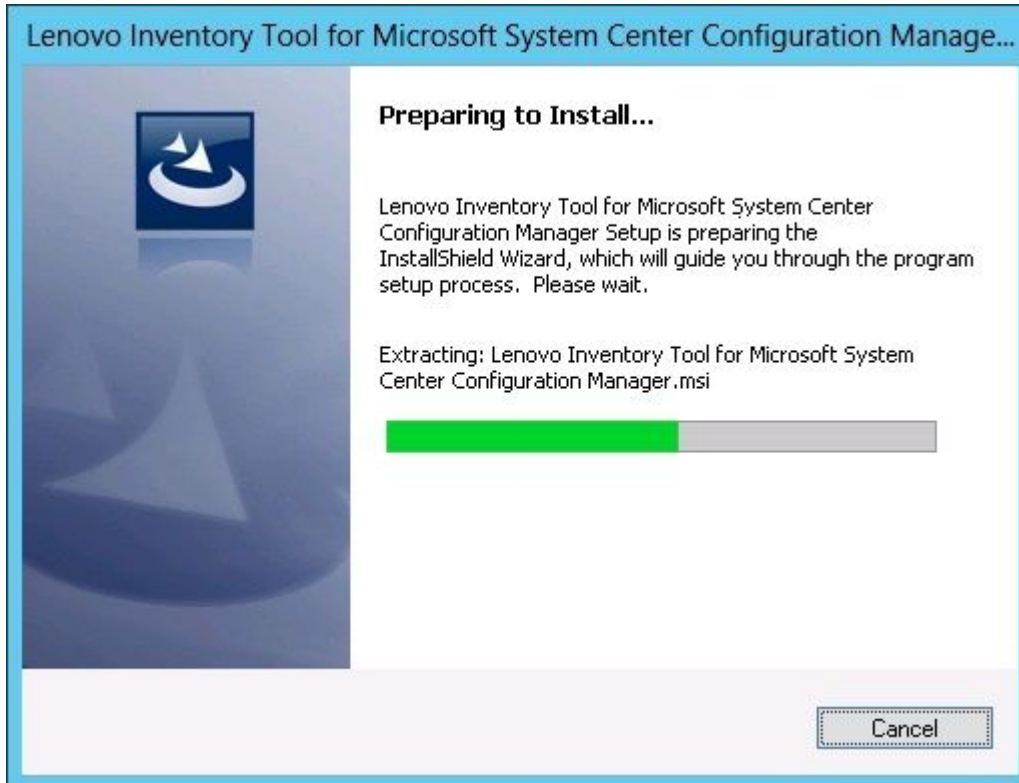 Lenovo Inventory Tool for Microsoft System Center Configuration Manage...
Preparing to Install...
Lenovo Inventory Tool for Microsoft System Center
Configuration Manager Setup is preparing the
InstallShield Wizard, which will guide you through the program
setup process.  Please wait.
Extracting: Lenovo Inventory Tool for Microsoft System
Center Configuration Manager.msi
Cancel